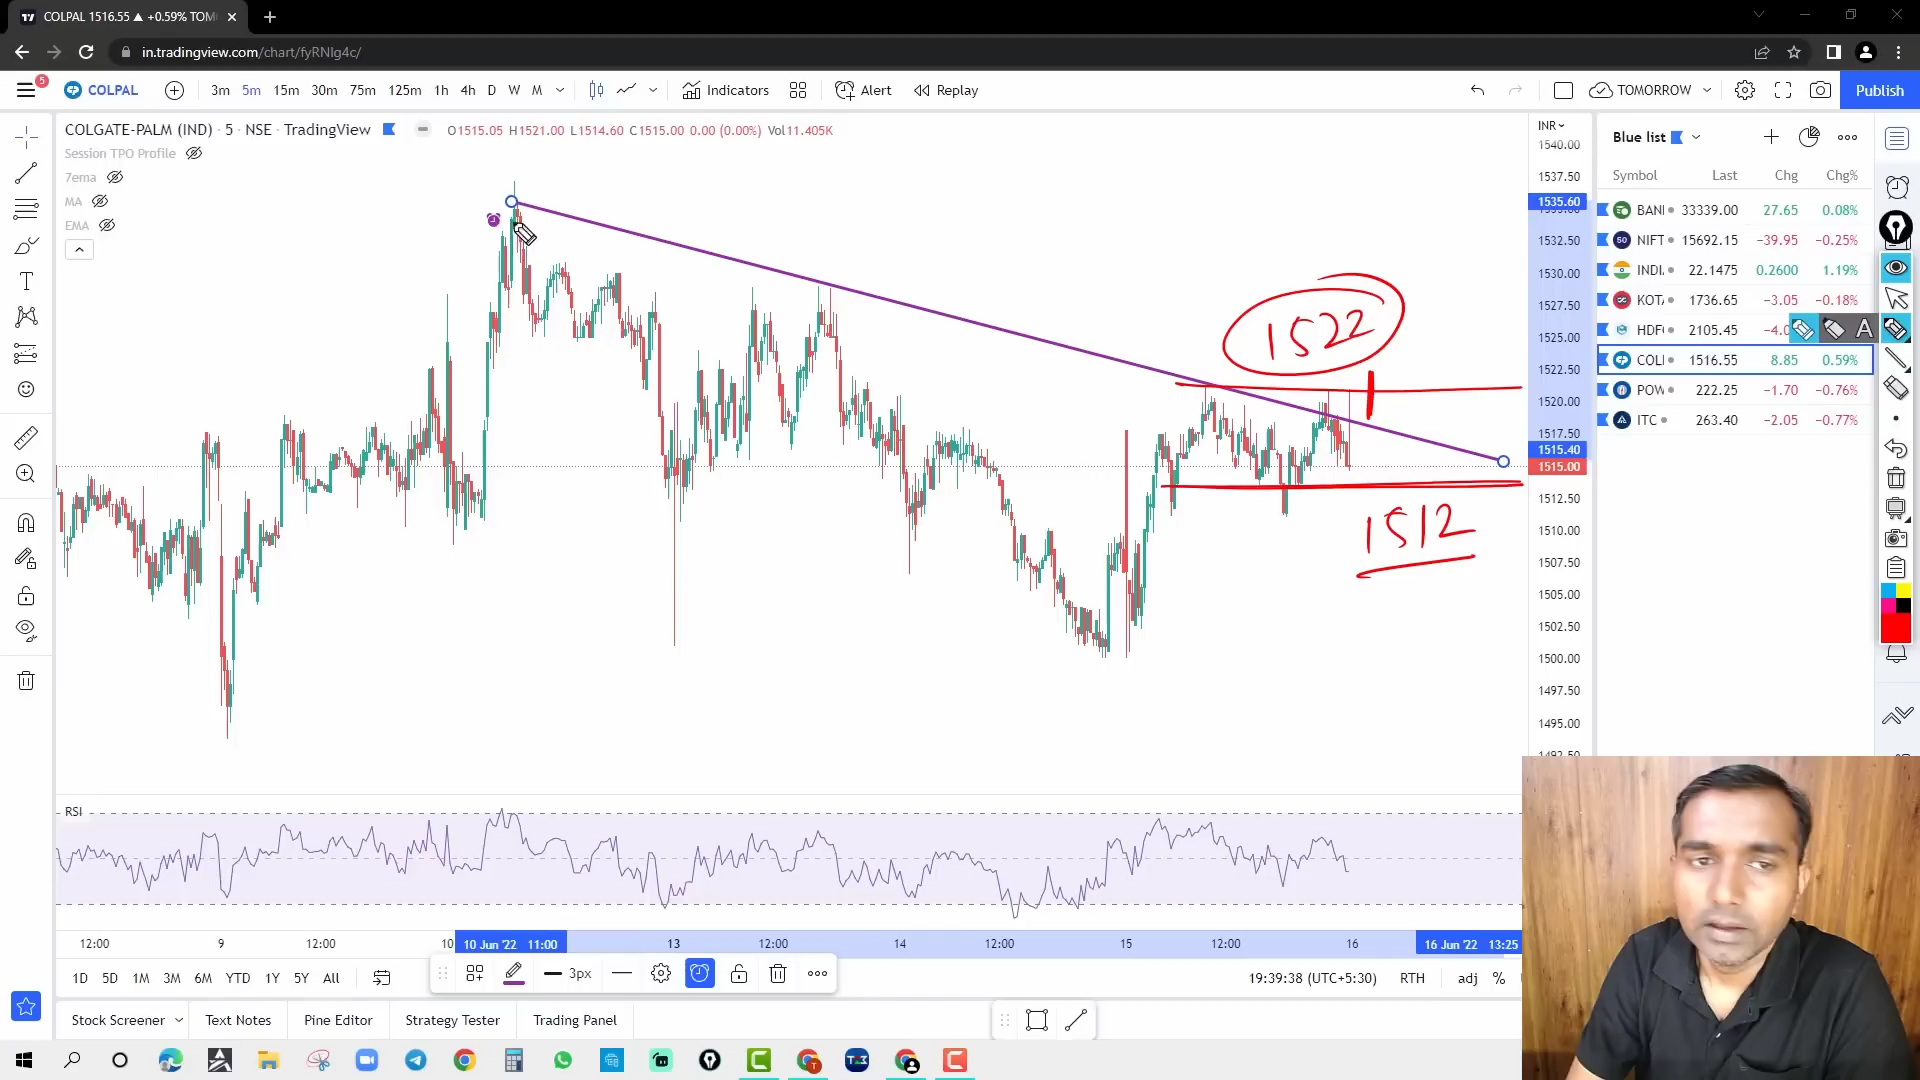 COLPAL 1516.55 ▲ +0.59% TOM
in.tradingview.com/chart/fyRNIg4c/
5
COLPAL 3m 5m 15m 30m 75m 125m 1h 4h D W M Indicators Alert Replay TOMORROW Publish
COLGATE-PALM (IND) · 5 · NSE · TradingView O1515.05 H1521.00 L1514.60 C1515.00 0.00 (0.00%) Vol11.405K
Session TPO Profile
7ema
MA
EMA
INR
1540.00
1537.50
1535.60
1532.50
1530.00
1527.50
1525.00
1522.50
1520.00
1517.50
1515.40
1515.00
1512.50
1510.00
1507.50
1505.00
1502.50
1500.00
1497.50
1495.00
1492.50
1522
1512
Blue list
Symbol Last Chg Chg%
BANI 33339.00 27.65 0.08%
NIFT 15692.15 −39.95 −0.25%
INDI 22.1475 0.2600 1.19%
KOT 1736.65 −3.05 −0.18%
HDF 2105.45 −4.0
A
COLI 1516.55 8.85 0.59%
POW 222.25 −1.70 −0.76%
ITC 263.40 −2.05 −0.77%
RSI
12:00 9 12:00 10 10 Jun '22 11:00 13 12:00 14 12:00 15 12:00 16 16 Jun '22 13:25
1D 5D 1M 3M 6M YTD 1Y 5Y All 3px 19:39:38 (UTC+5:30) RTH adj %
Stock Screener Text Notes Pine Editor Strategy Tester Trading Panel